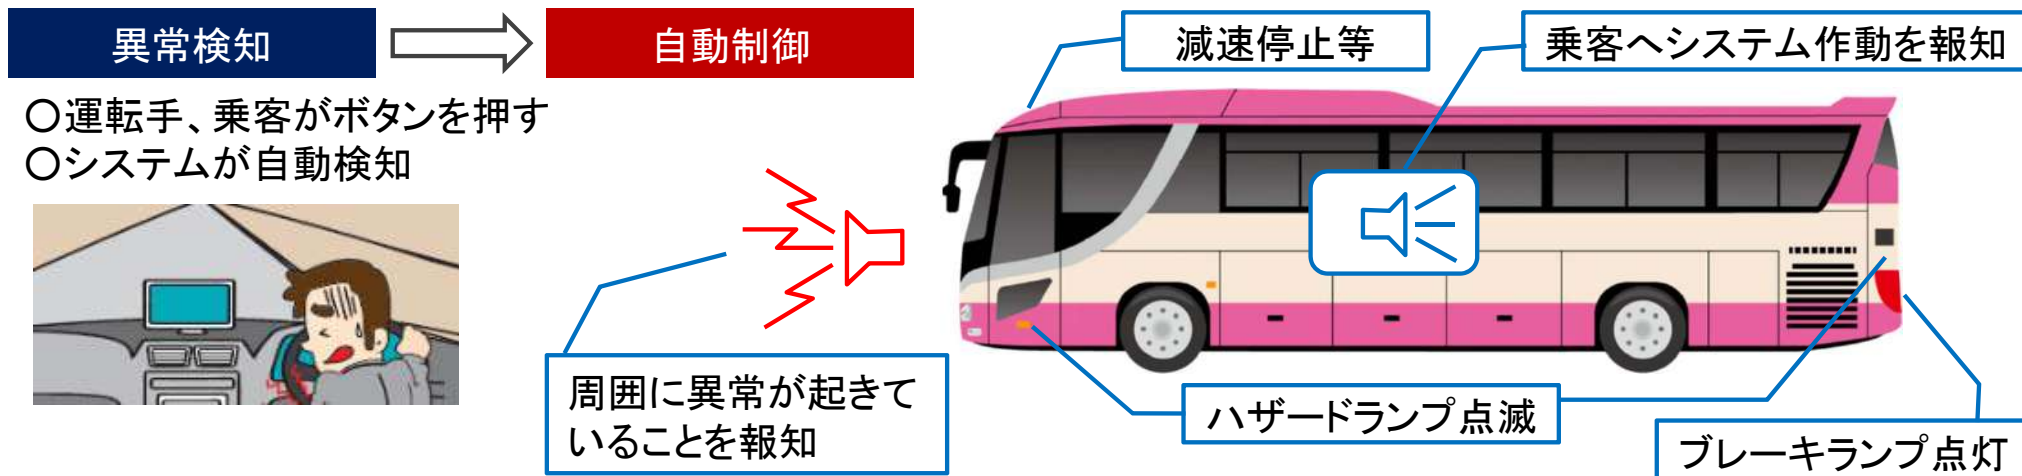 異常検知
自動制御
減速停止等
乗客へシステム作動を報知
〇運転手、乗客がボタンを押す
〇システムが自動検知
周囲に異常が起きて
いることを報知
ハザードランプ点滅
ブレーキランプ点灯